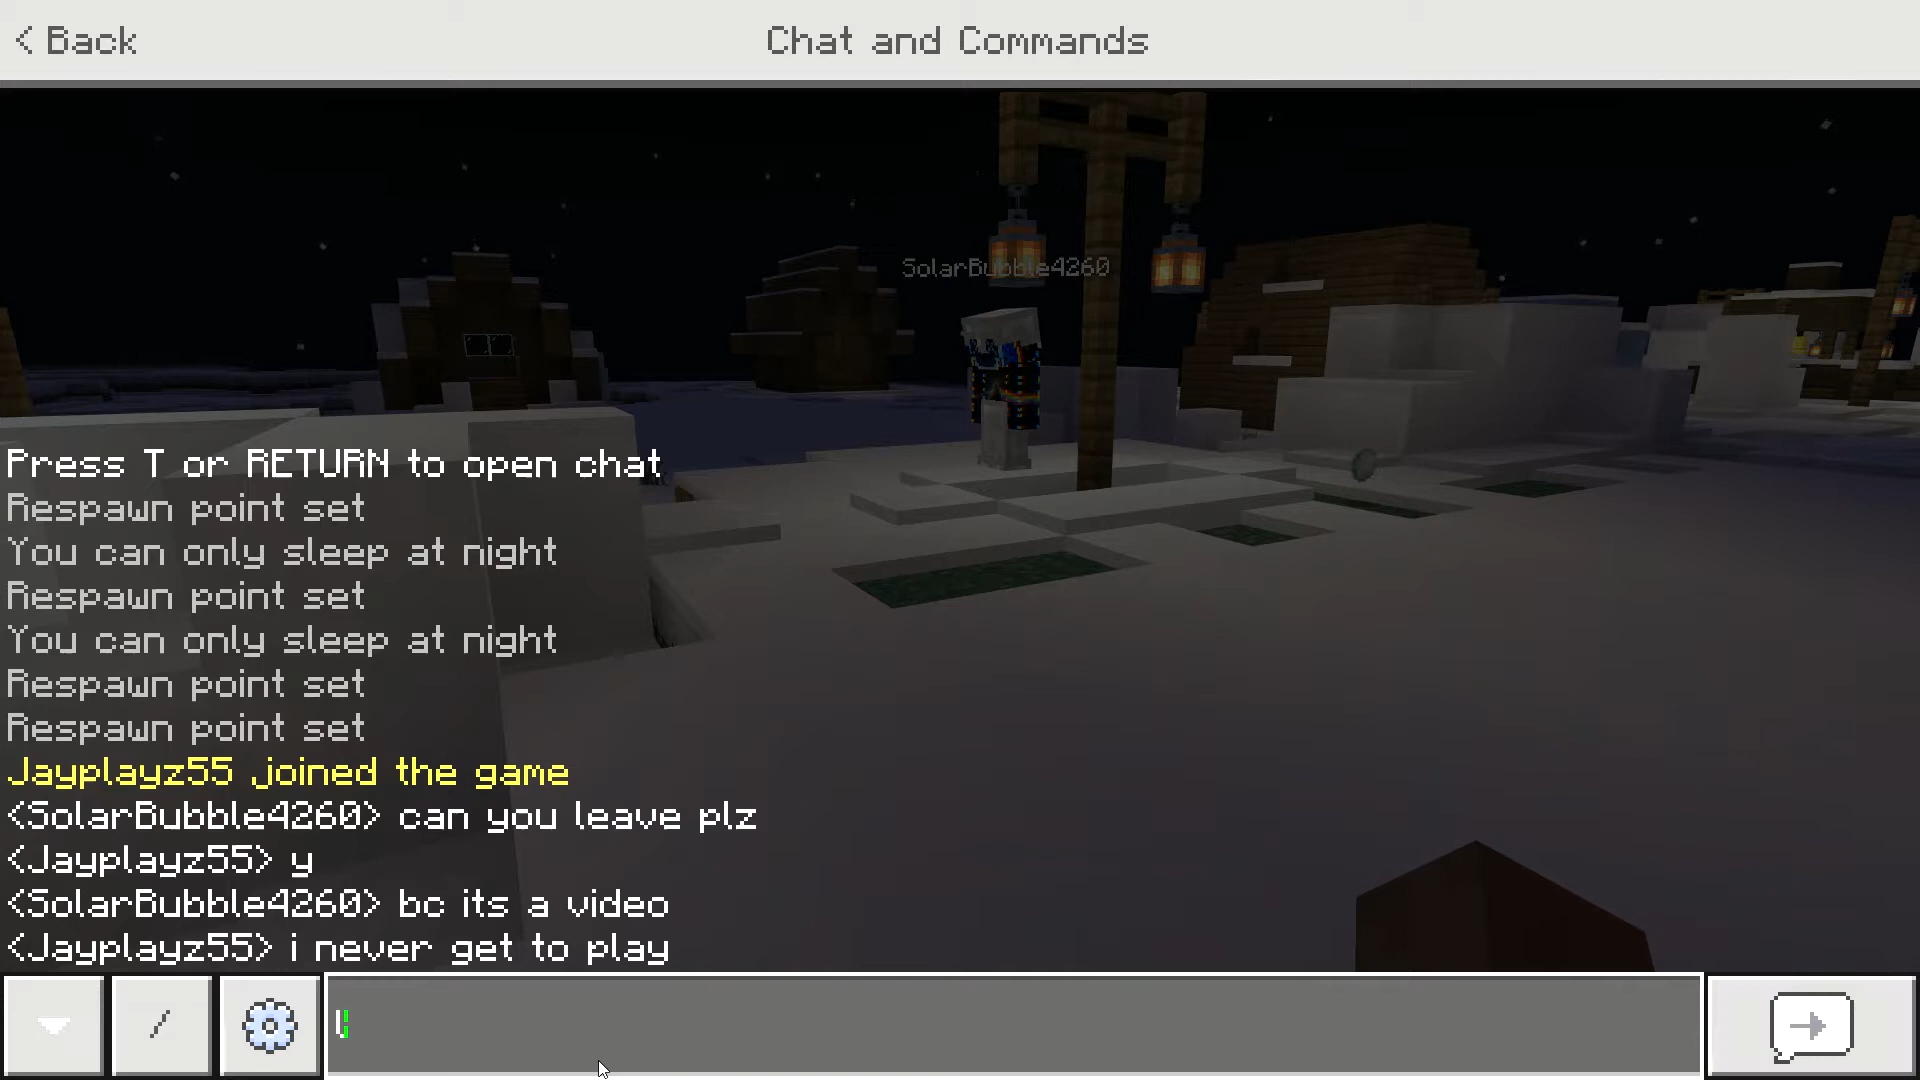 < Back
Chat and Commands
SolarBubble4260
Press T or RETURN to open chat
Respawn point set
You can only sleep at night
Respawn point set
You can only sleep at night
Respawn point set
Respawn point set
Jayplayz55 joined the game
<SolarBubble4260> can you leave plz
<Jayplayz55> y
<SolarBubble4260> bc its a video
<Jayplayz55> i never get to play
/
l